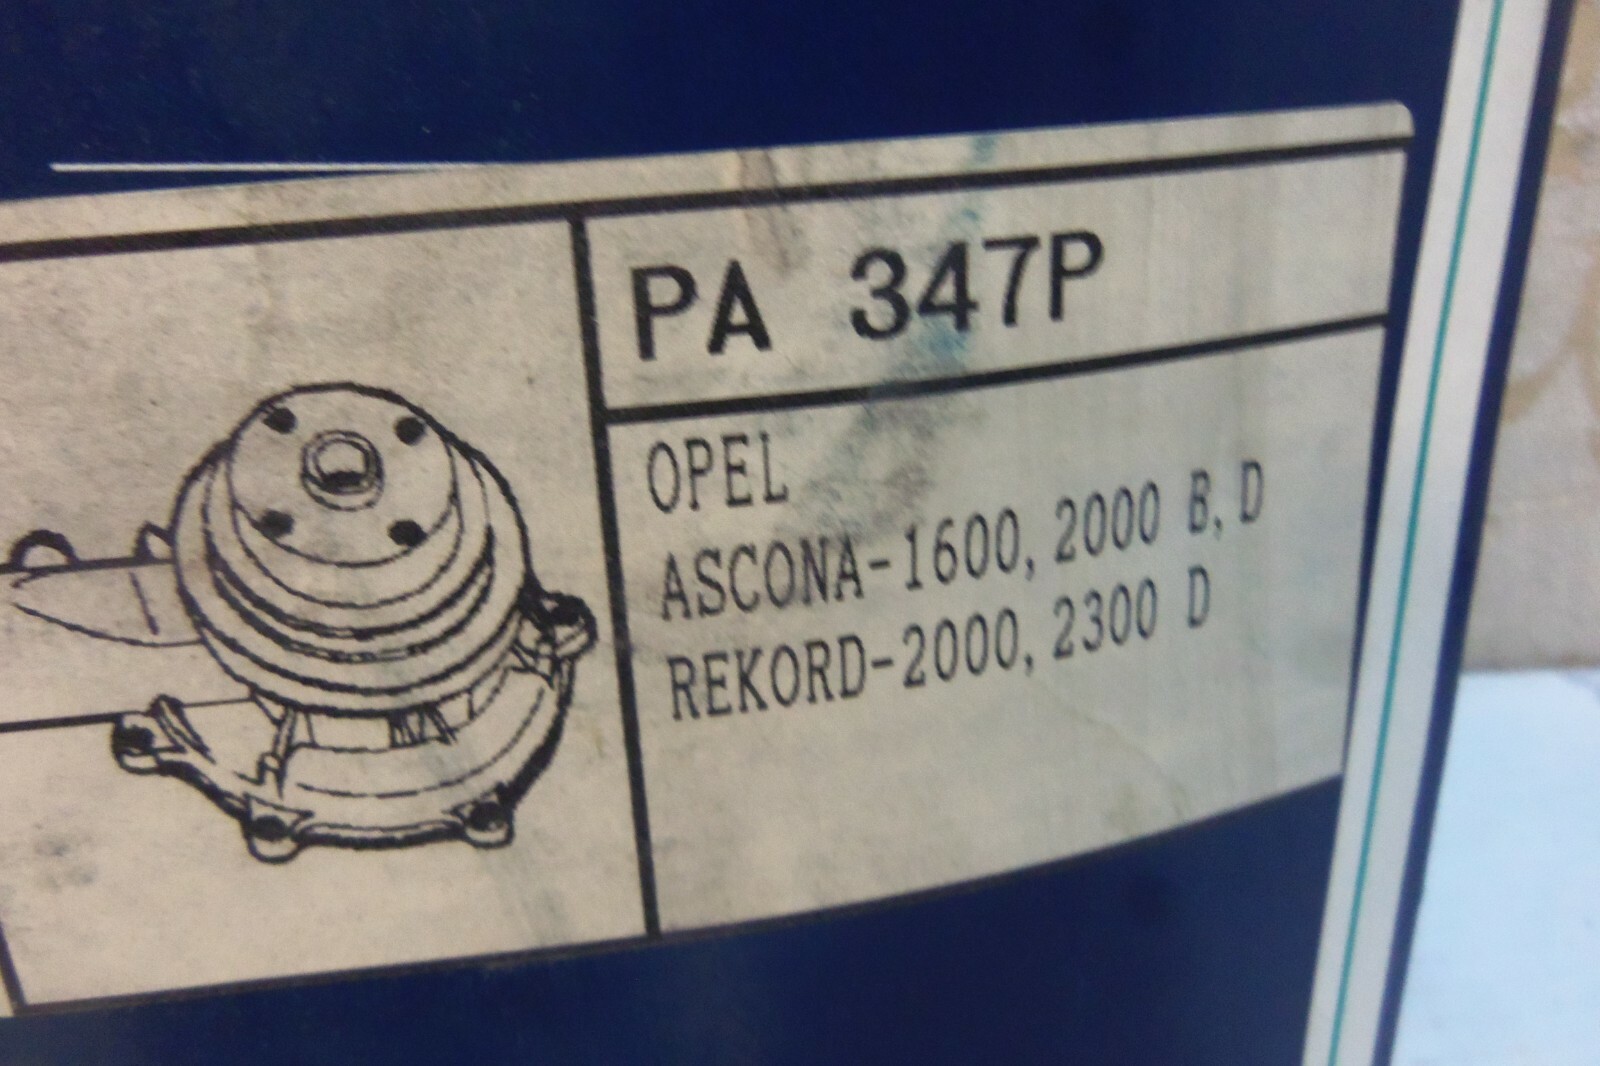 PA 347P
OPEL
ASCONA-1600, 2000 B, D
REKORD-2000, 2300 D